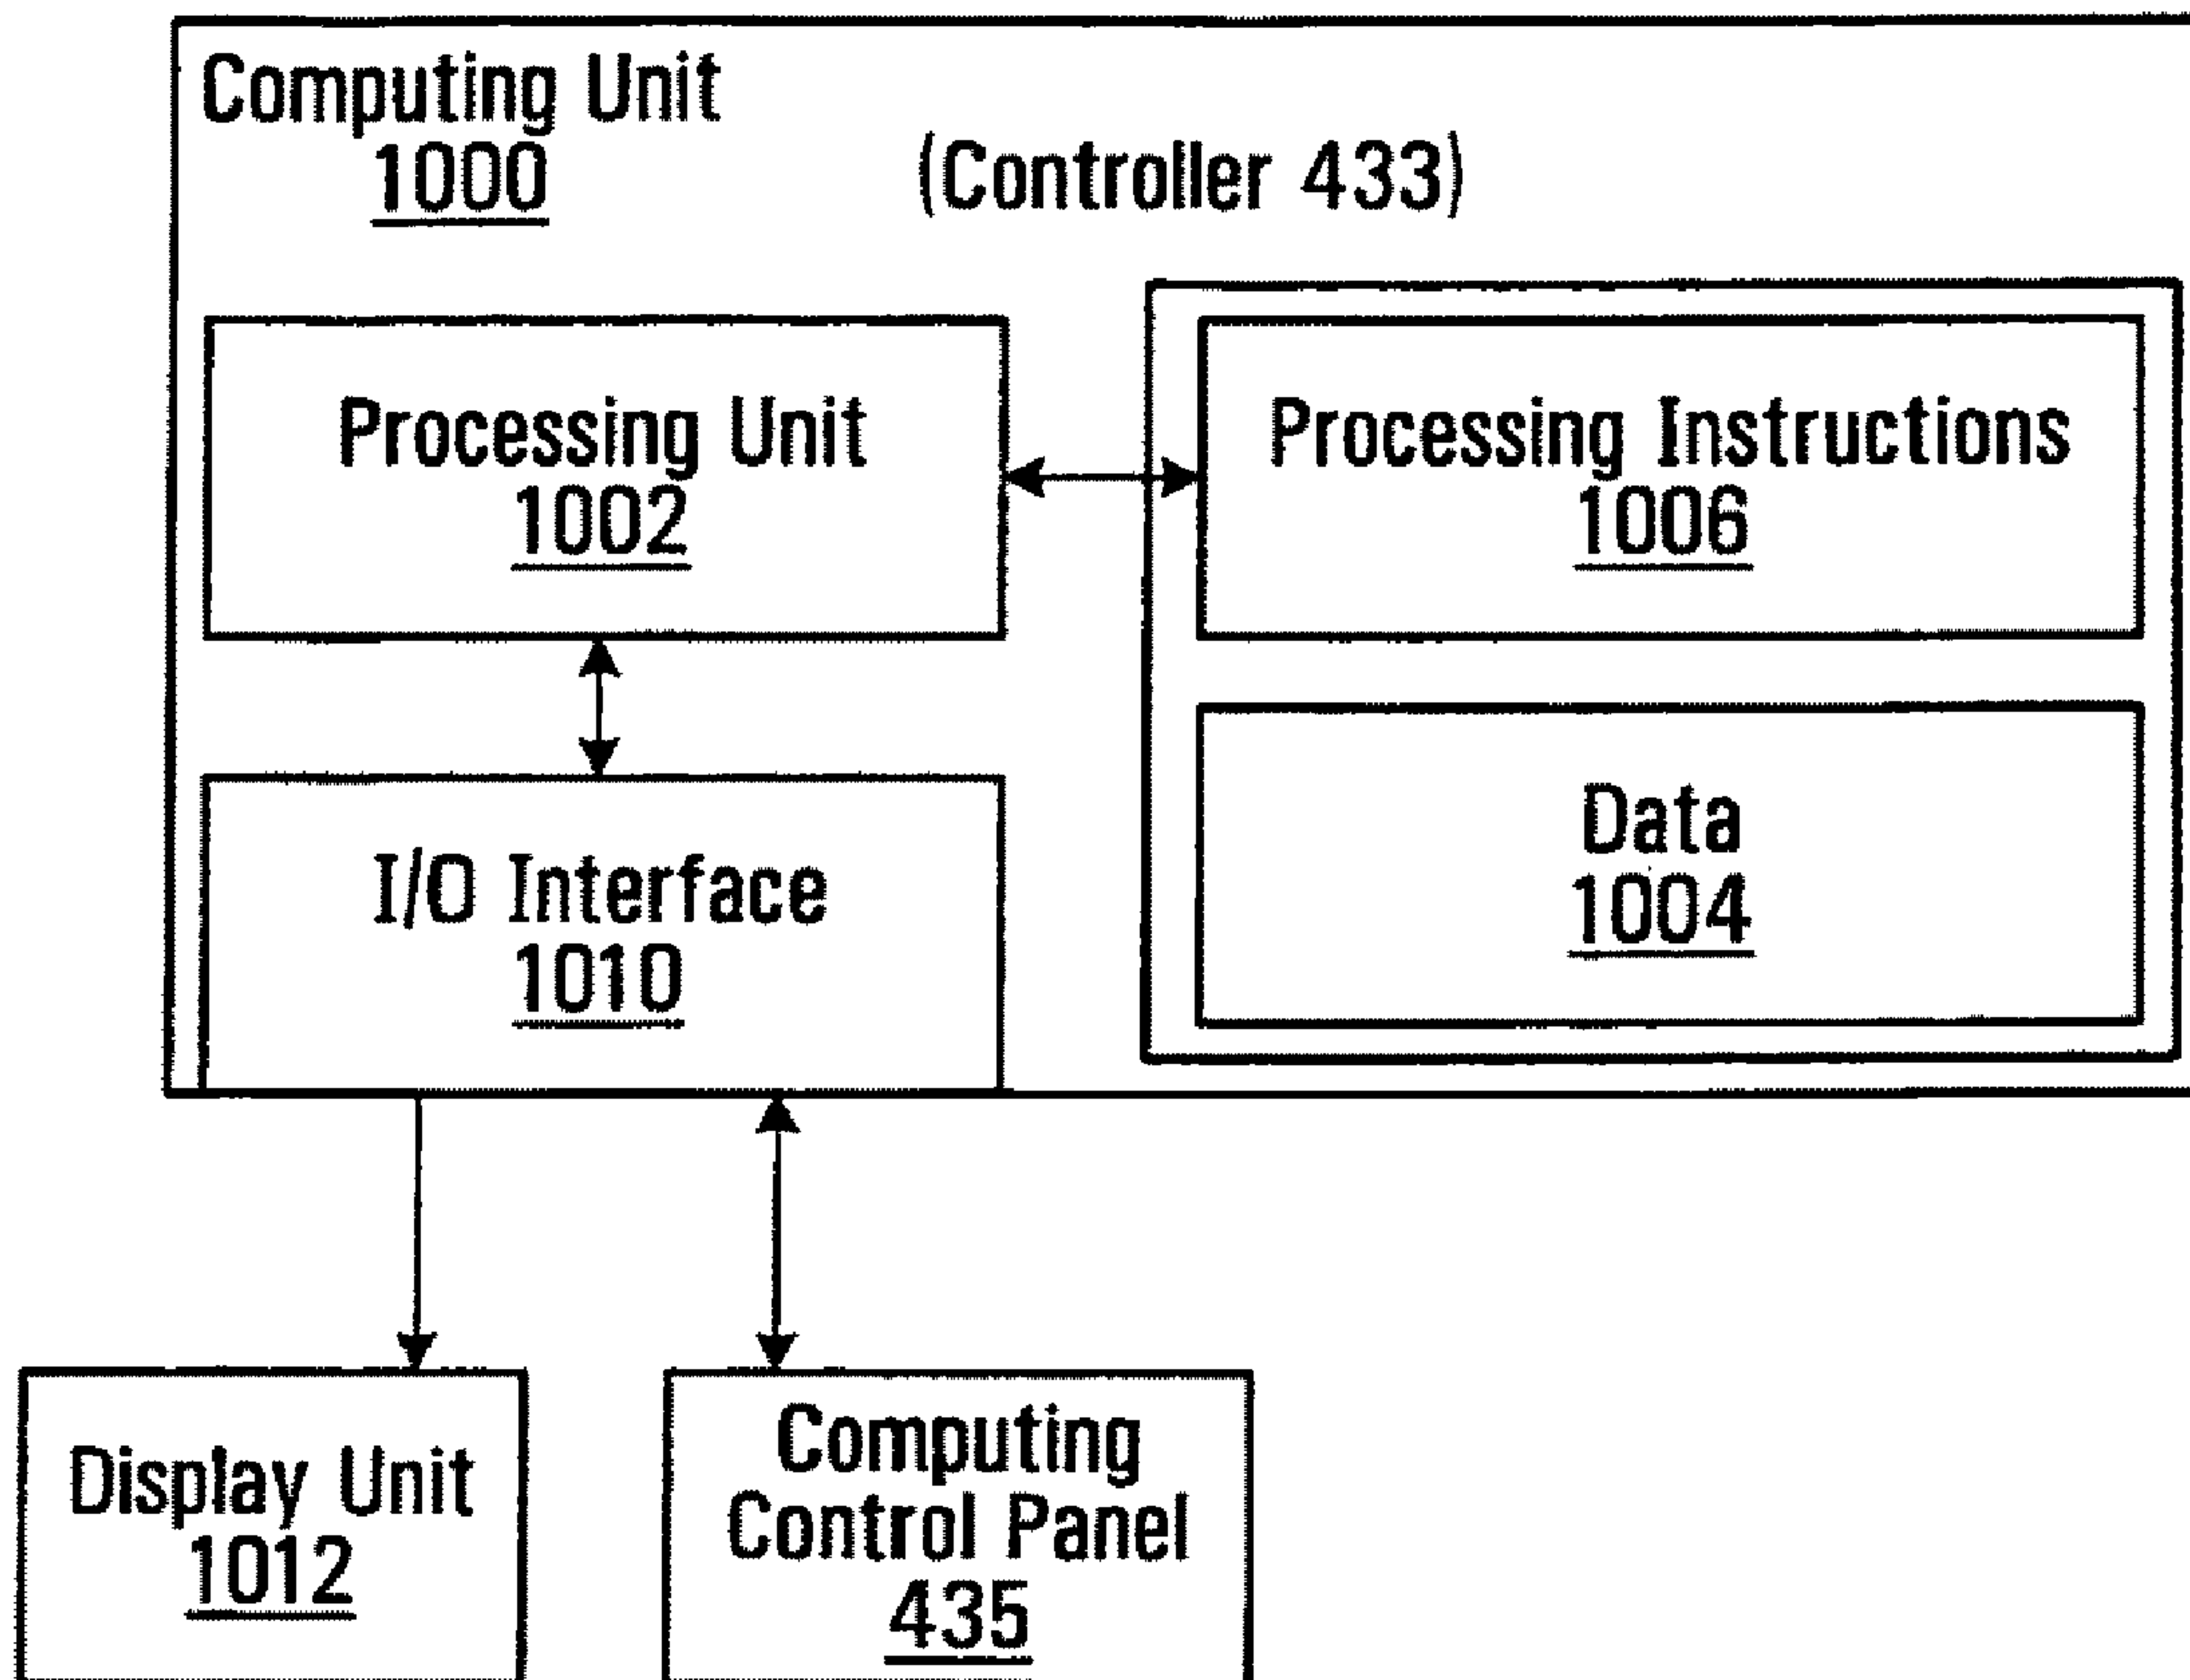 Computing Unit
1000
(Controller 433)
Processing Unit
1002
Processing Instructions
1006
I/O Interface
1010
Data
1004
Display Unit
1012
Computing
Control Panel
435